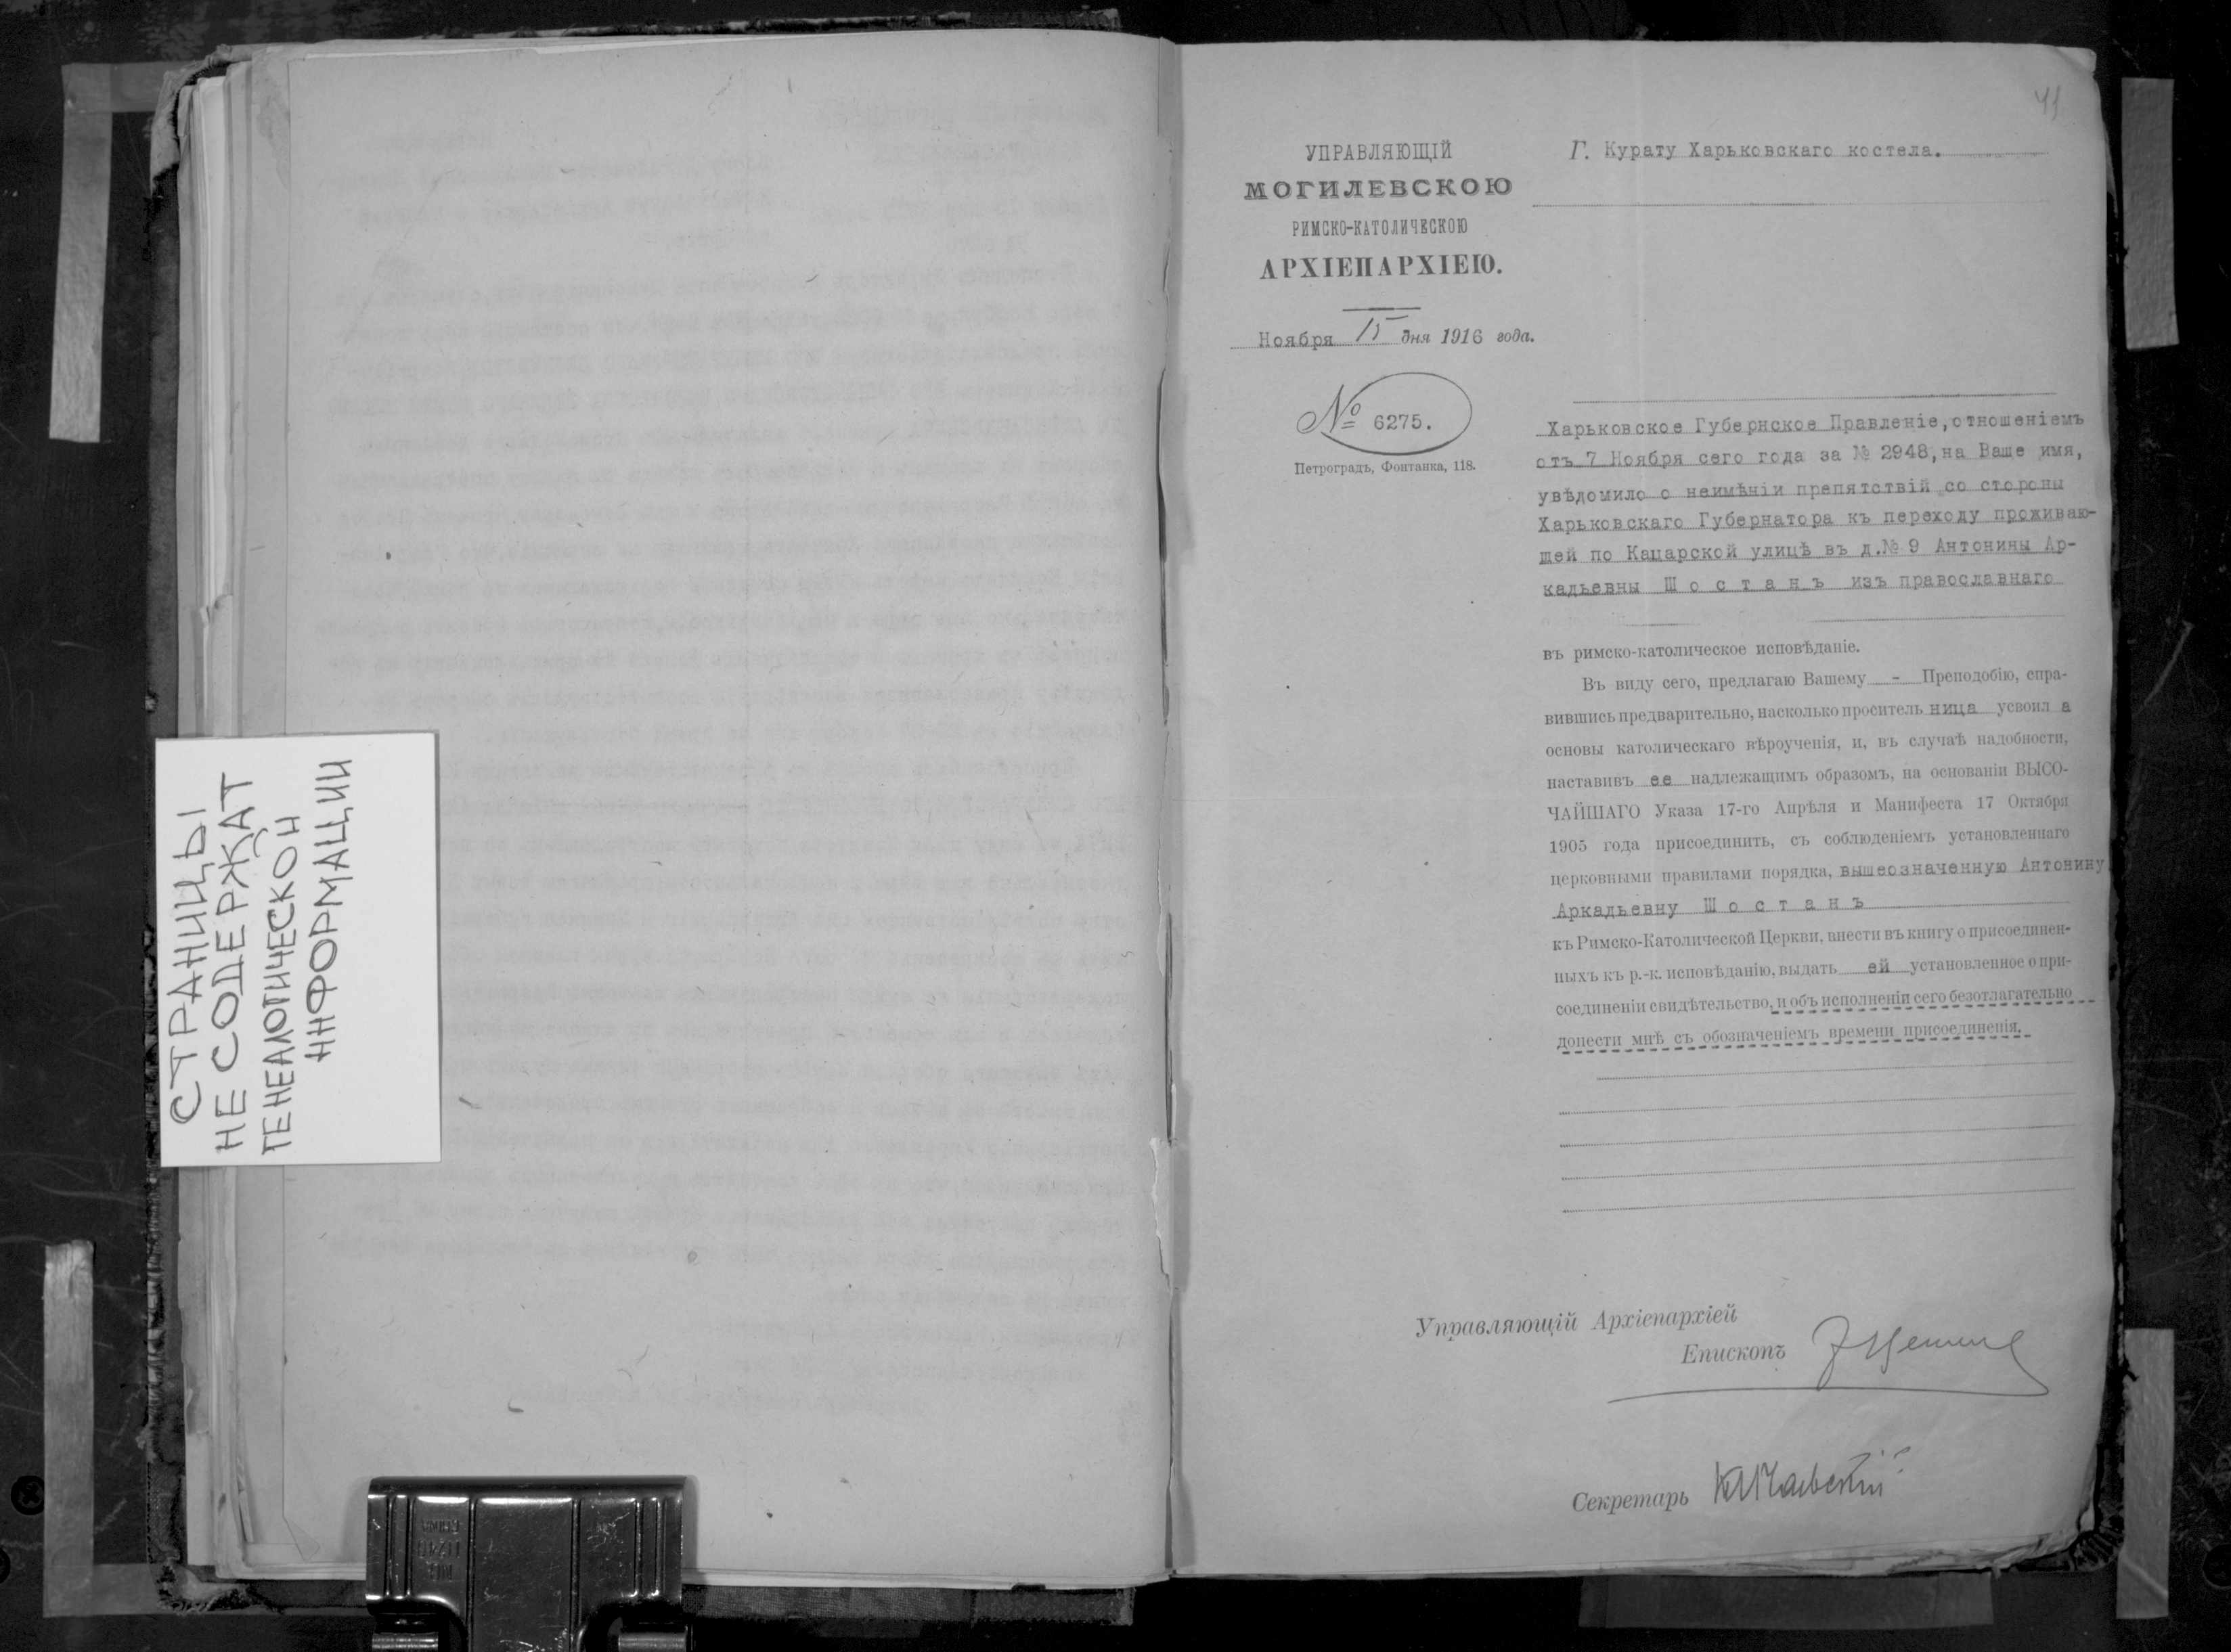 СТРАНИЦЫ
НЕ СОДЕРЖАТ
ГЕНЕАЛОГИЧЕСКОЙ
ИНФОРМАЦИИ
41
УПРАВЛЯЮЩІЙ
МОГИЛЕВСКОЮ
РИМСКО-КАТОЛИЧЕСКОЮ
АРХІЕПАРХІЕЮ.
Ноября 15 дня 1916 года.
№ 6275.
Петроградъ, Фонтанка, 118.
Г. Курату Харьковскаго костела.
Харьковское Губернское Правленіе, отношеніемъ
отъ 7 Ноября сего года за № 2948, на Ваше имя,
увѣдомило о неимѣніи препятствій со стороны
Харьковскаго Губернатора къ переходу проживаю-
щей по Кацарской улицѣ въ д.№ 9 Антонины Ар-
кадьевны Ш о с т а н ъ изъ православнаго
въ римско-католическое исповѣданіе.
Въ виду сего, предлагаю Вашему - Преподобію, спра-
вившись предварительно, насколько проситель ница усвоил а
основы католическаго вѣроученія, и, въ случаѣ надобности,
наставивъ ее надлежащимъ образомъ, на основаніи ВЫСО-
ЧАЙШАГО Указа 17-го Апрѣля и Манифеста 17 Октября
1905 года присоединить, съ соблюденіемъ установленнаго
церковными правилами порядка, вышеозначенную Антонину
Аркадьевну Ш о с т а н ъ
къ Римско-Католической Церкви, внести въ книгу о присоединен-
ныхъ къ р.-к. исповѣданію, выдать ей установленное о при-
соединеніи свидѣтельство, и объ исполненіи сего безотлагательно
донести мнѣ съ обозначеніемъ времени присоединенія.
Управляющій Архіепархіей
Епископъ
Секретарь